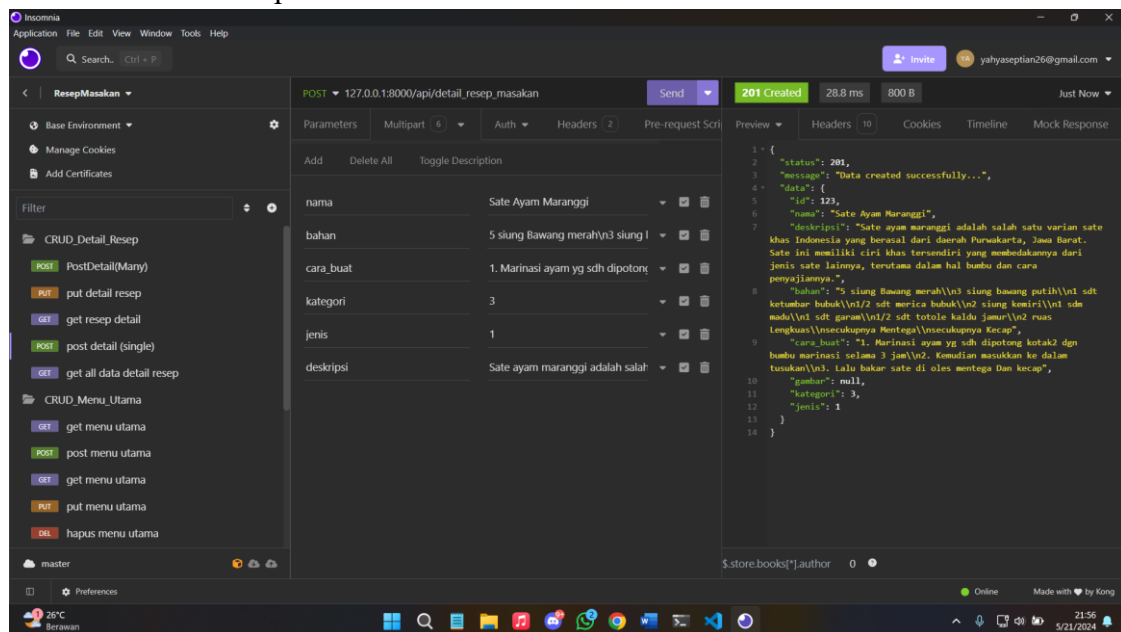 Insomnia
Application File Edit View Window Tools Help
Search.. Ctrl + P
Invite
YA yahyaseptian26@gmail.com
ResepMasakan
POST 127.0.0.1:8000/api/detail_resep_masakan
Send
201 Created 28.8 ms 800 B Just Now
Base Environment
Parameters Multipart 6 Auth Headers 2 Pre-request Scri
Preview Headers 10 Cookies Timeline Mock Response
Manage Cookies
Add Certificates
Add Delete All Toggle Description
Filter
CRUD_Detail_Resep
POST PostDetail(Many)
PUT put detail resep
GET get resep detail
POST post detail (single)
GET get all data detail resep
CRUD_Menu_Utama
GET get menu utama
POST post menu utama
GET get menu utama
PUT put menu utama
DEL hapus menu utama
nama Sate Ayam Maranggi
bahan 5 siung Bawang merah\n3 siung
cara_buat 1. Marinasi ayam yg sdh dipotong
kategori 3
jenis 1
deskripsi Sate ayam maranggi adalah salah
1 {
2 "status": 201,
3 "message": "Data created successfully...",
4 "data": {
5 "id": 123,
6 "nama": "Sate Ayam Maranggi",
7 "deskripsi": "Sate ayam maranggi adalah salah satu varian sate
khas Indonesia yang berasal dari daerah Purwakarta, Jawa Barat.
Sate ini memiliki ciri khas tersendiri yang membedakannya dari
jenis sate lainnya, terutama dalam hal bumbu dan cara
penyajiannya.",
8 "bahan": "5 siung Bawang merah\\n3 siung bawang putih\\n1 sdt
ketumbar bubuk\\n1/2 sdt merica bubuk\\n2 siung kemiri\\n1 sdm
madu\\n1 sdt garam\\n1/2 sdt totole kaldu jamur\\n2 ruas
Lengkuas\\nsecukupnya Mentega\\nsecukupnya Kecap",
9 "cara_buat": "1. Marinasi ayam yg sdh dipotong kotak2 dgn
bumbu marinasi selama 3 jam\\n2. Kemudian masukkan ke dalam
tusukan\\n3. Lalu bakar sate di oles mentega Dan kecap",
10 "gambar": null,
11 "kategori": 3,
12 "jenis": 1
13 }
14 }
master
$.store.books[*].author 0
Preferences
Online Made with by Kong
1
26°C
Berawan
21:56
5/21/2024